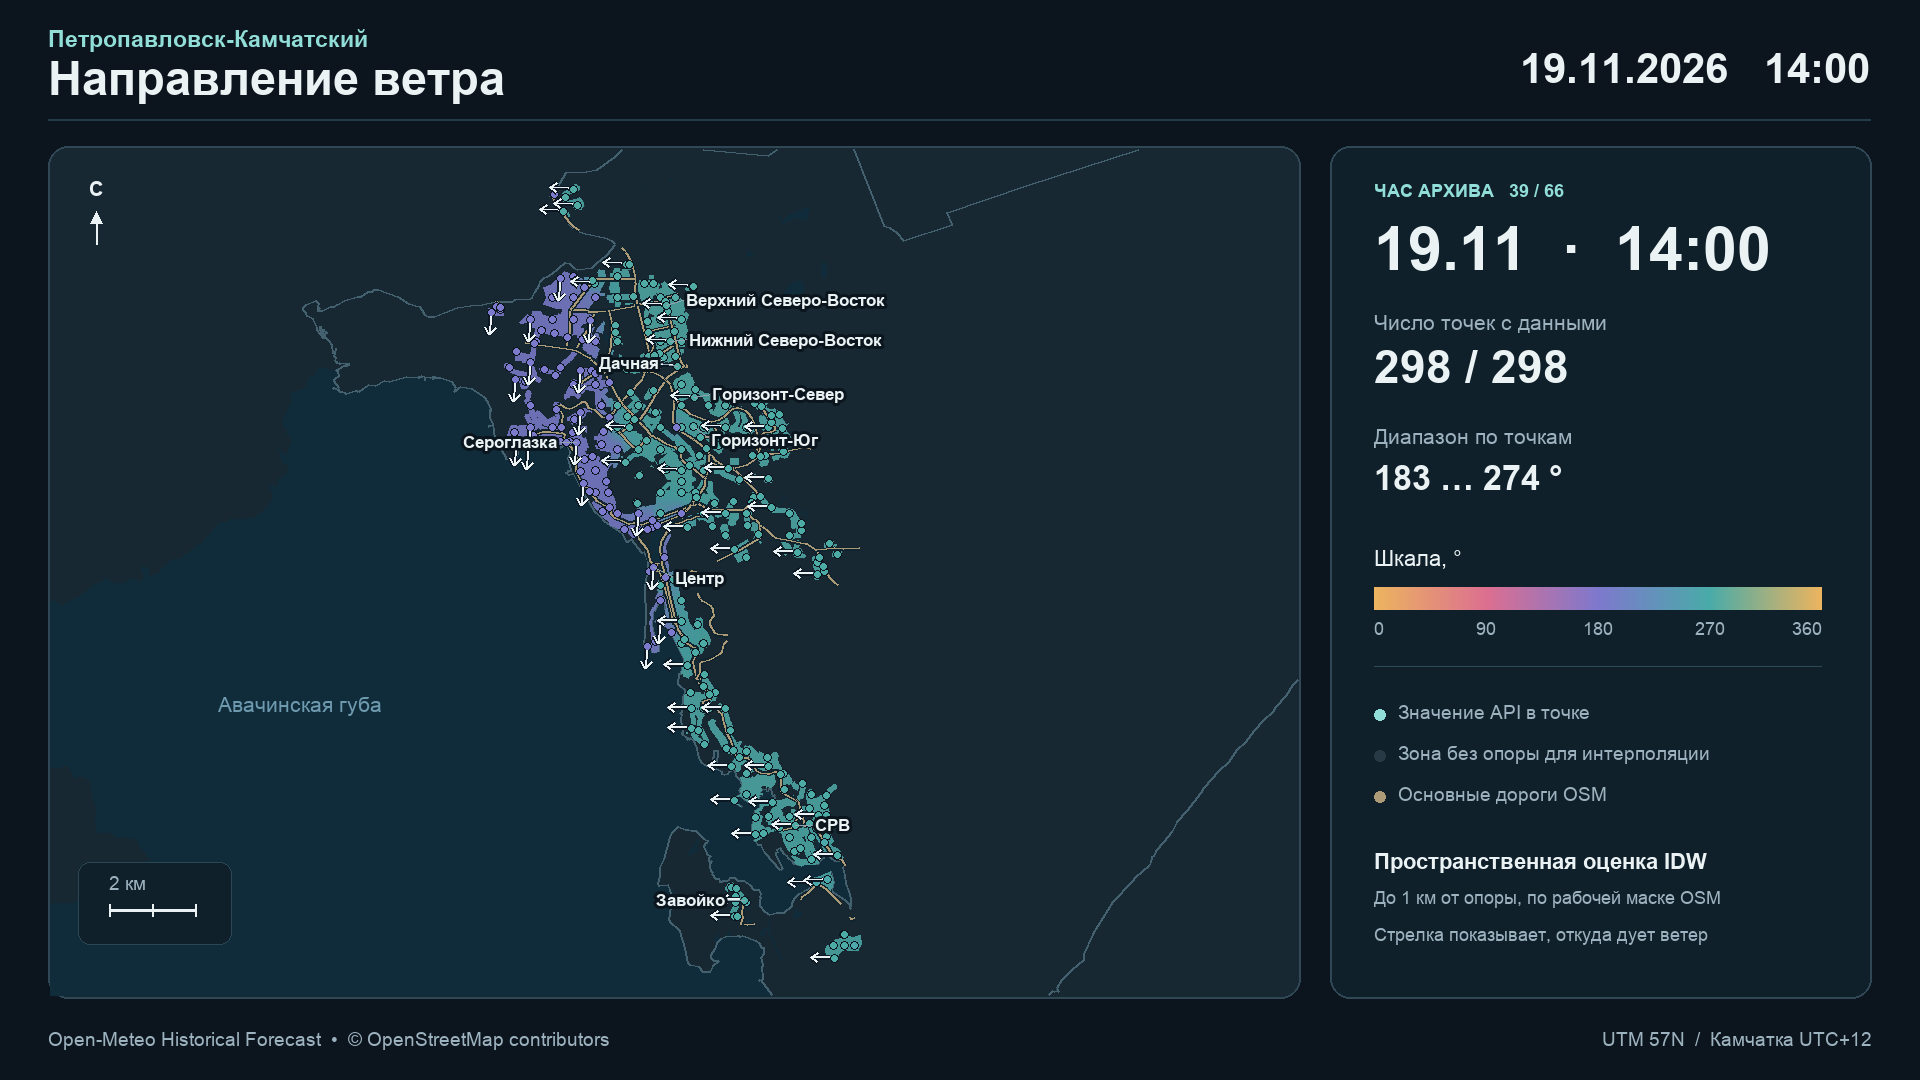 Петропавловск-Камчатский
Направление ветра
19.11.2026 14:00
С
Верхний Северо-Восток
Нижний Северо-Восток
Дачная
Горизонт-Север
Горизонт-Юг
Сероглазка
Центр
Авачинская губа
СРВ
Завойко
2 км
ЧАС АРХИВА 39 / 66
19.11 · 14:00
Число точек с данными
298 / 298
Диапазон по точкам
183 … 274 °
Шкала, °
0 90 180 270 360
Значение API в точке
Зона без опоры для интерполяции
Основные дороги OSM
Пространственная оценка IDW
До 1 км от опоры, по рабочей маске OSM
Стрелка показывает, откуда дует ветер
Open-Meteo Historical Forecast • © OpenStreetMap contributors
UTM 57N / Камчатка UTC+12